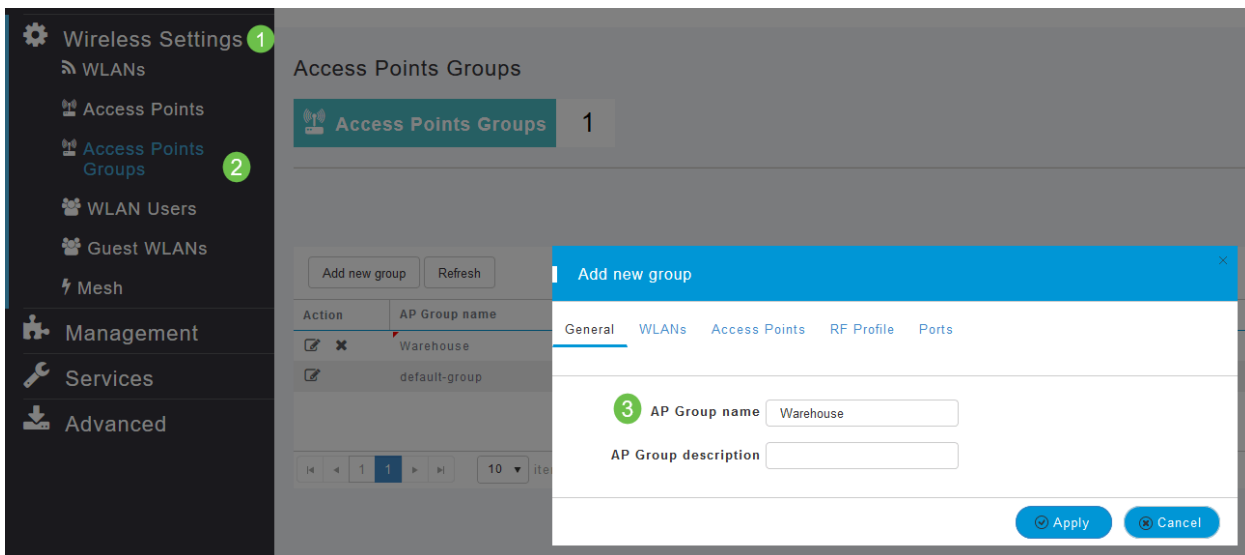 Wireless Settings 1
WLANs
Access Points
Access Points
Groups
2
WLAN Users
Guest WLANs
Mesh
Management
Services
Advanced
Access Points Groups
Access Points Groups 1
Add new group Refresh
Action AP Group name
Warehouse
default-group
1 1 10 ite
Add new group
General WLANs Access Points RF Profile Ports
3 AP Group name Warehouse
AP Group description
Apply Cancel